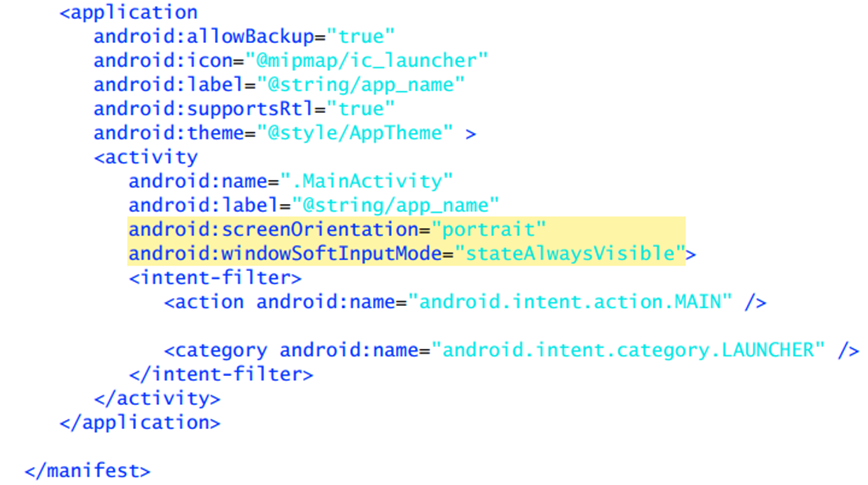 <application
android:allowBackup="true"
android:icon="@mipmap/ic_launcher"
android:label="@string/app_name"
android:supportsRtl="true"
android:theme="@style/AppTheme" >
<activity
android:name=".MainActivity"
android:label="@string/app_name"
android:screenOrientation="portrait"
android:windowSoftInputMode="stateAlwaysVisible">
<intent-filter>
<action android:name="android.intent.action.MAIN" />
<category android:name="android.intent.category.LAUNCHER" />
</intent-filter>
</activity>
</application>
</manifest>